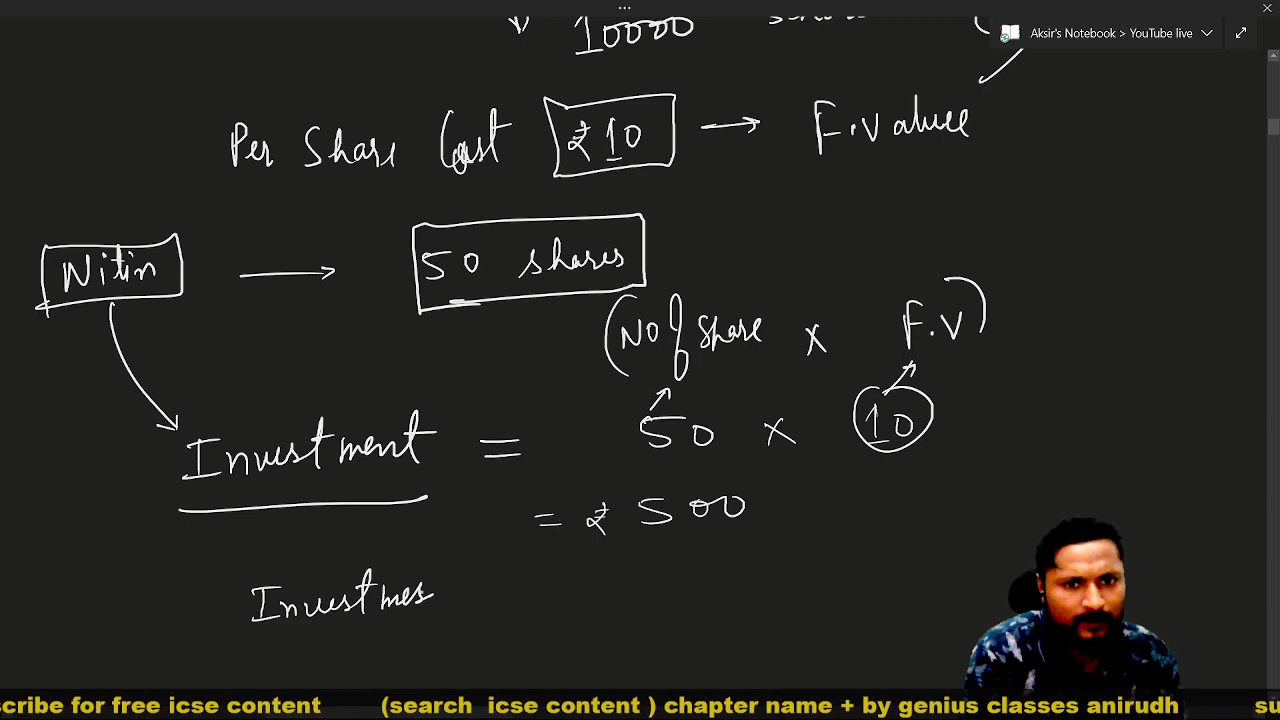 ...
Aksir's Notebook > YouTube live
10000
Per Share Cost ₹10 → F.Value
Nitin → 50 shares
(No of share x F.V)
Investment = 50 x 10
= ₹ 500
Investmes
scribe for free icse content (search icse content ) chapter name + by genius classes anirudh su